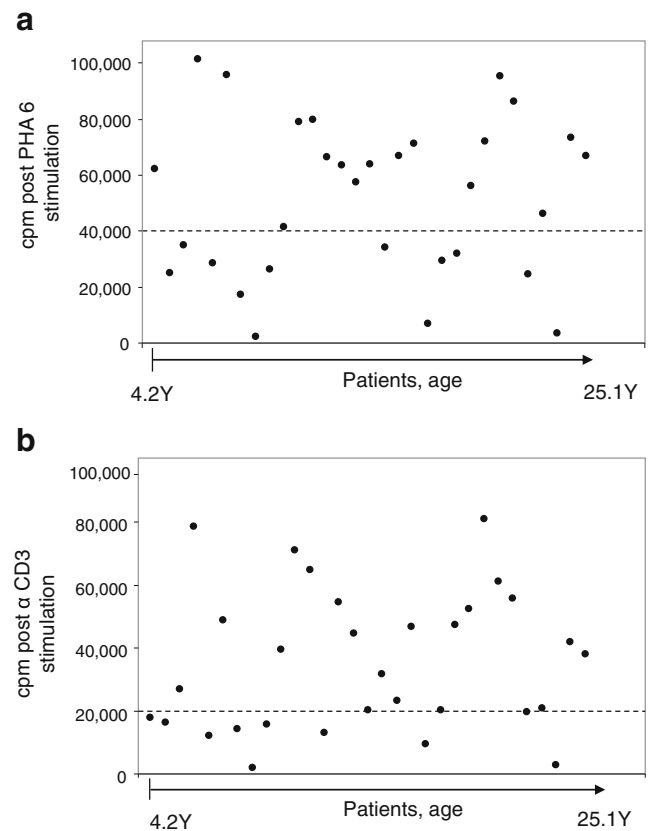 a
100,000
80,000
60,000
40,000
20,000
0
cpm post PHA 6
stimulation
Patients, age
4.2Y
25.1Y
b
100,000
80,000
60,000
40,000
20,000
0
cpm post α CD3
stimulation
Patients, age
4.2Y
25.1Y